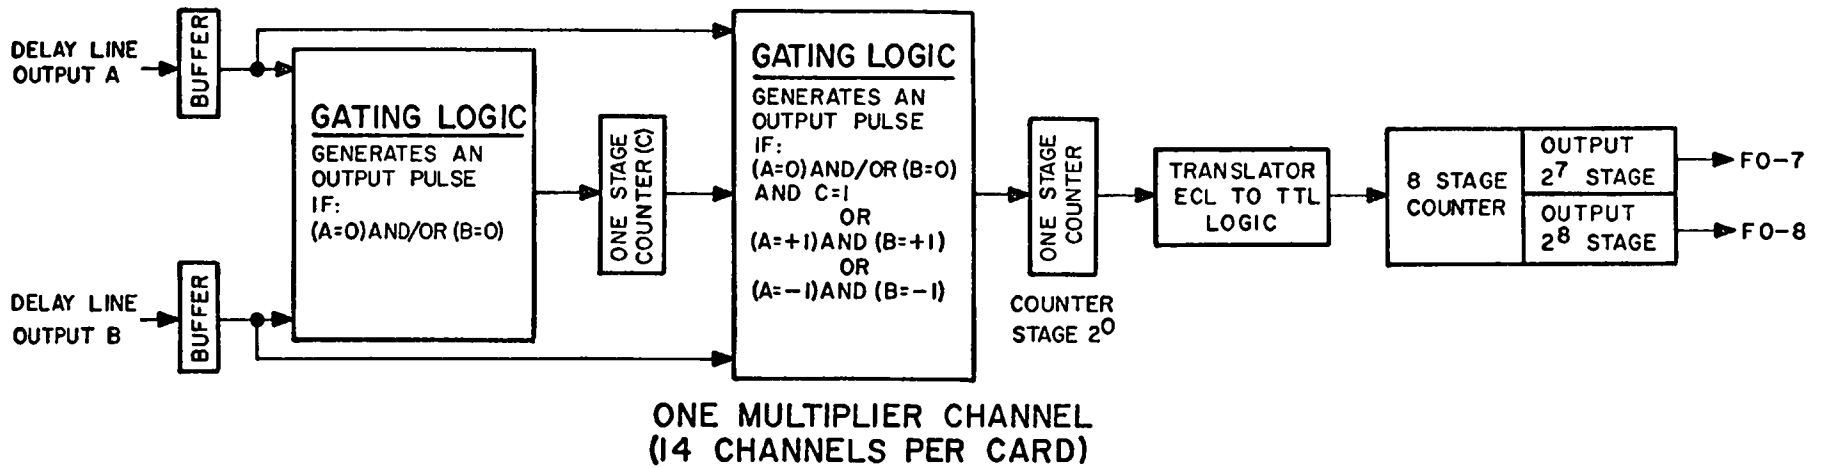 DELAY LINE
OUTPUT A
BUFFER
DELAY LINE
OUTPUT B
BUFFER
GATING LOGIC
GENERATES AN
OUTPUT PULSE
IF:
(A=0)AND/OR (B=0)
ONE STAGE
COUNTER (C)
GATING LOGIC
GENERATES AN
OUTPUT PULSE
IF:
(A=0)AND/OR (B=0)
AND C=1
OR
(A=+1)AND (B=+1)
OR
(A=-1)AND (B=-1)
ONE STAGE
COUNTER
COUNTER
STAGE 2⁰
TRANSLATOR
ECL TO TTL
LOGIC
8 STAGE
COUNTER
OUTPUT
2⁷ STAGE
OUTPUT
2⁸ STAGE
FO-7
FO-8
ONE MULTIPLIER CHANNEL
(14 CHANNELS PER CARD)